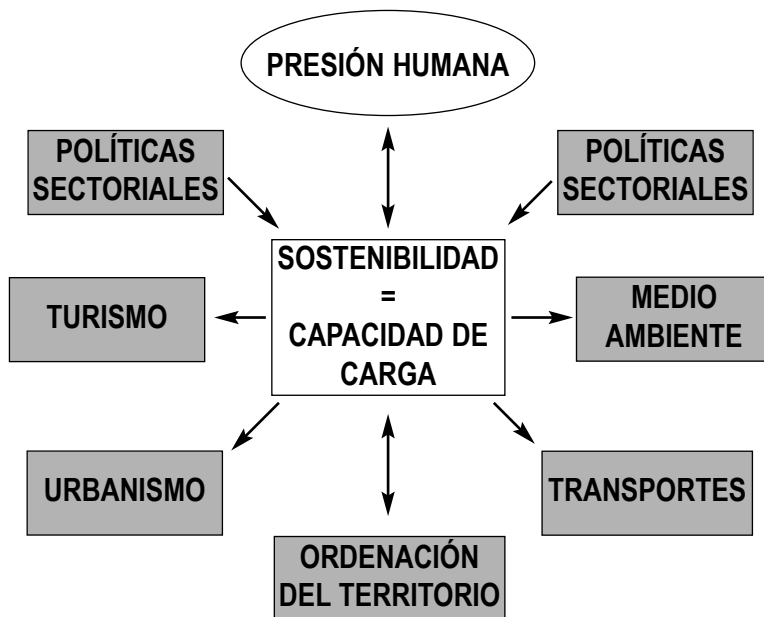 PRESIÓN HUMANA
POLÍTICAS
SECTORIALES
POLÍTICAS
SECTORIALES
SOSTENIBILIDAD
=
CAPACIDAD DE
CARGA
TURISMO
MEDIO
AMBIENTE
URBANISMO
TRANSPORTES
ORDENACIÓN
DEL TERRITORIO